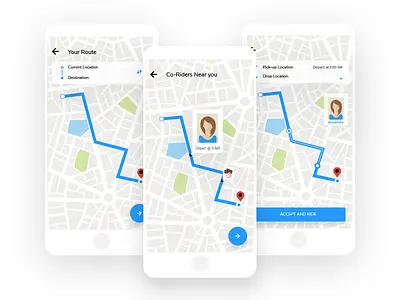 Your Route
Current Location
Destination
Co-Riders Near you
Depart @ 9 AM
Pick-up Location
Depart at 9:00 AM
Drop Location
ACCEPT AND RIDE